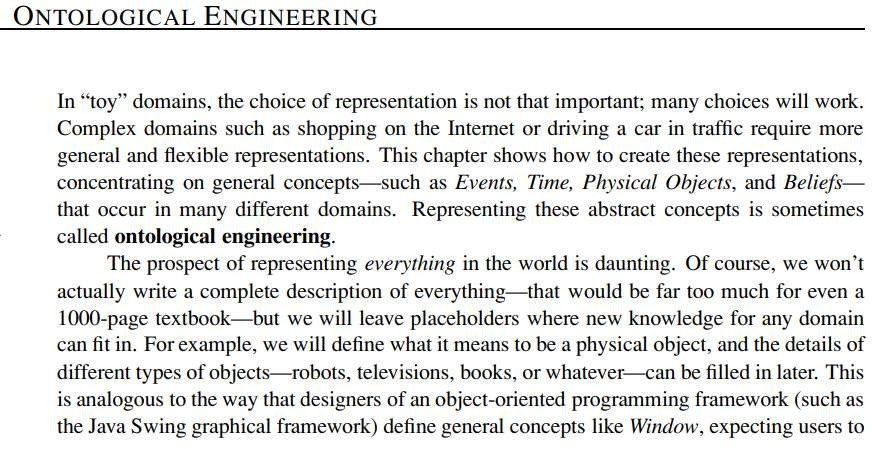 ONTOLOGICAL ENGINEERING
In “toy” domains, the choice of representation is not that important; many choices will work.
Complex domains such as shopping on the Internet or driving a car in traffic require more
general and flexible representations. This chapter shows how to create these representations,
concentrating on general concepts—such as Events, Time, Physical Objects, and Beliefs—
that occur in many different domains. Representing these abstract concepts is sometimes
called ontological engineering.
The prospect of representing everything in the world is daunting. Of course, we won’t
actually write a complete description of everything—that would be far too much for even a
1000-page textbook—but we will leave placeholders where new knowledge for any domain
can fit in. For example, we will define what it means to be a physical object, and the details of
different types of objects—robots, televisions, books, or whatever—can be filled in later. This
is analogous to the way that designers of an object-oriented programming framework (such as
the Java Swing graphical framework) define general concepts like Window, expecting users to